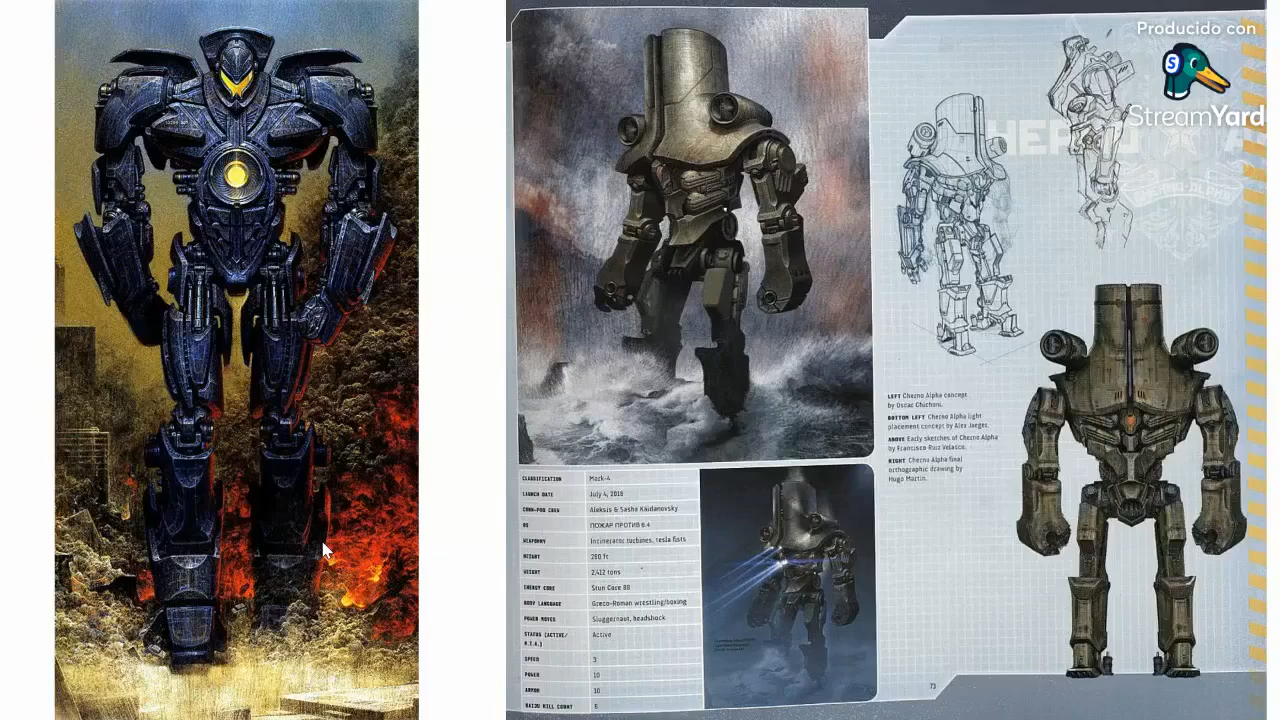 Producido con
StreamYard
LEFT Cherno Alpha concept
by Oscar Chichoni.
BOTTOM LEFT Cherno Alpha light
placement concept by Alex Jaeger.
ABOVE Early sketches of Cherno Alpha
by Francisco Ruiz Velasco.
RIGHT Cherno Alpha final
orthographic drawing by
Hugo Martin.
CLASSIFICATION Mark-4
LAUNCH DATE July 4, 2018
CONN-POD CREW Aleksis & Sasha Kaidanovsky
OS ПОЖАР ПРОТИВ 6.4
WEAPONRY Incinerator turbines, tesla fists
HEIGHT 280 ft
WEIGHT 2,412 tons
ENERGY CORE Stun Core 88
BODY LANGUAGE Greco-Roman wrestling/boxing
POWER MOVES Sluggernaut, headshock
STATUS (ACTIVE/ Active
K.I.A.)
SPEED 3
POWER 10
ARMOR 10
KAIJU KILL COUNT 6
73